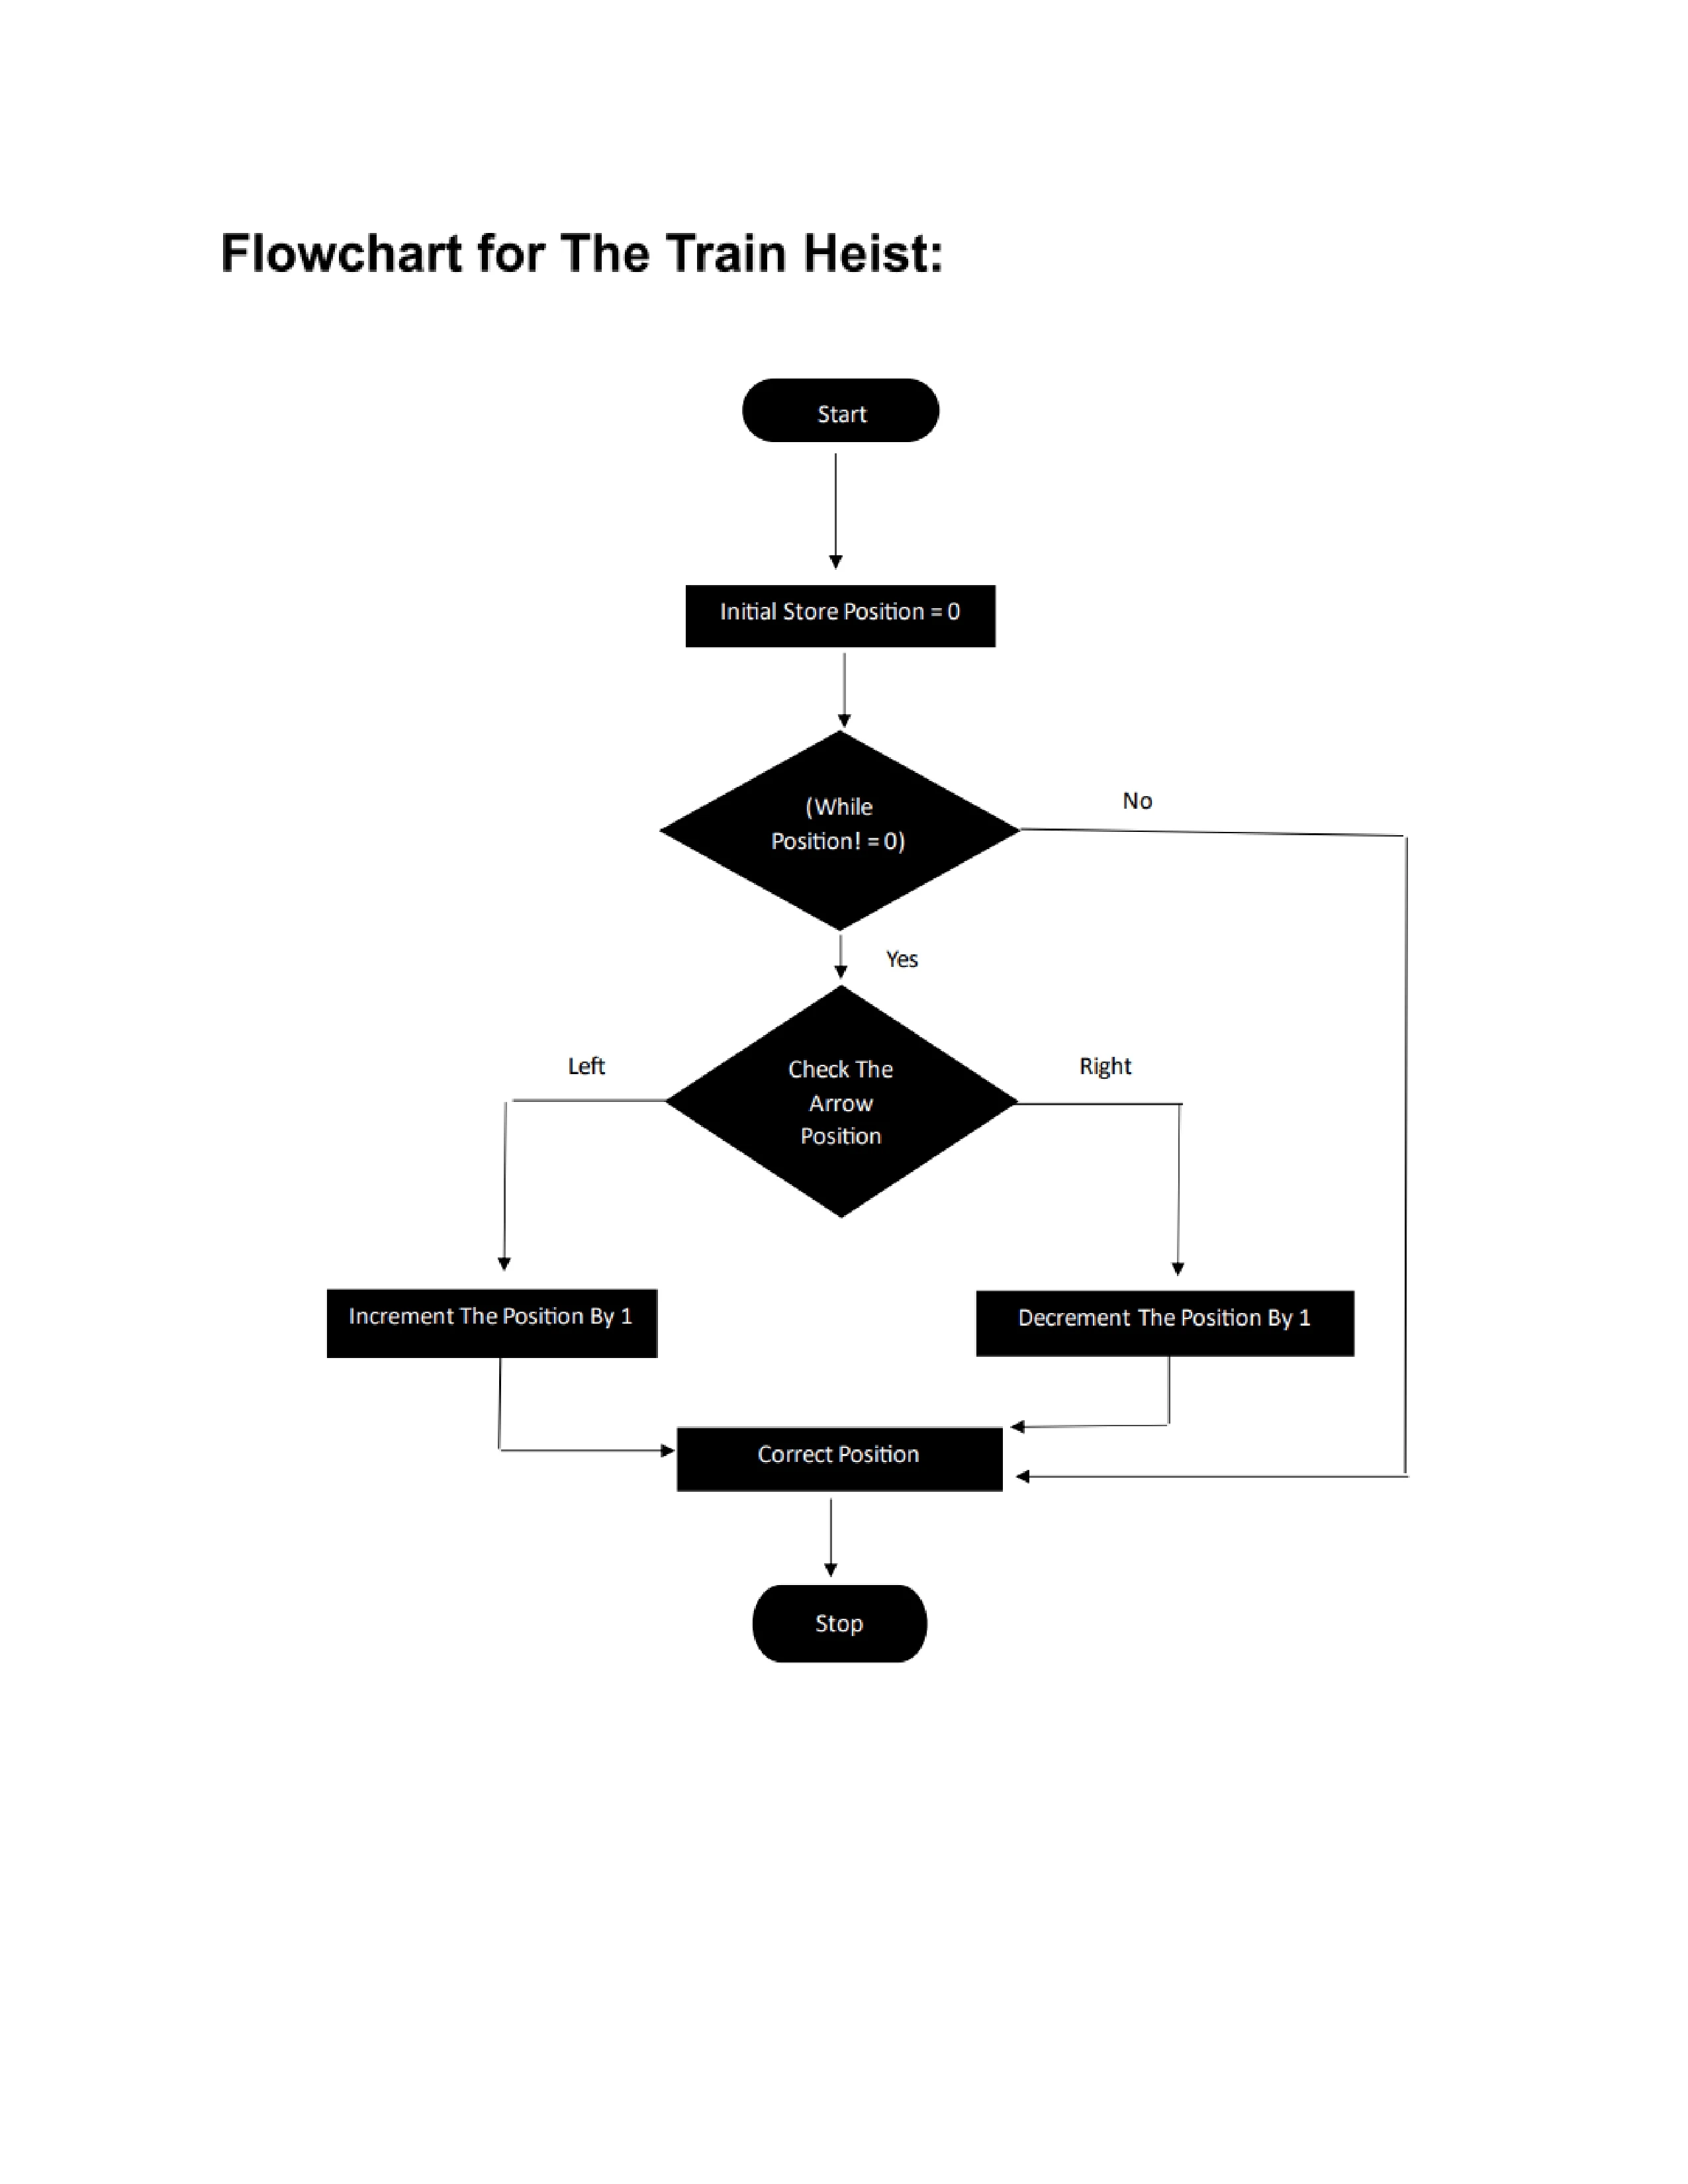 Flowchart for The Train Heist:
Start
Initial Store Position = 0
(While
Position! = 0)
No
Yes
Check The
Arrow
Position
Left
Right
Increment The Position By 1
Decrement The Position By 1
Correct Position
Stop